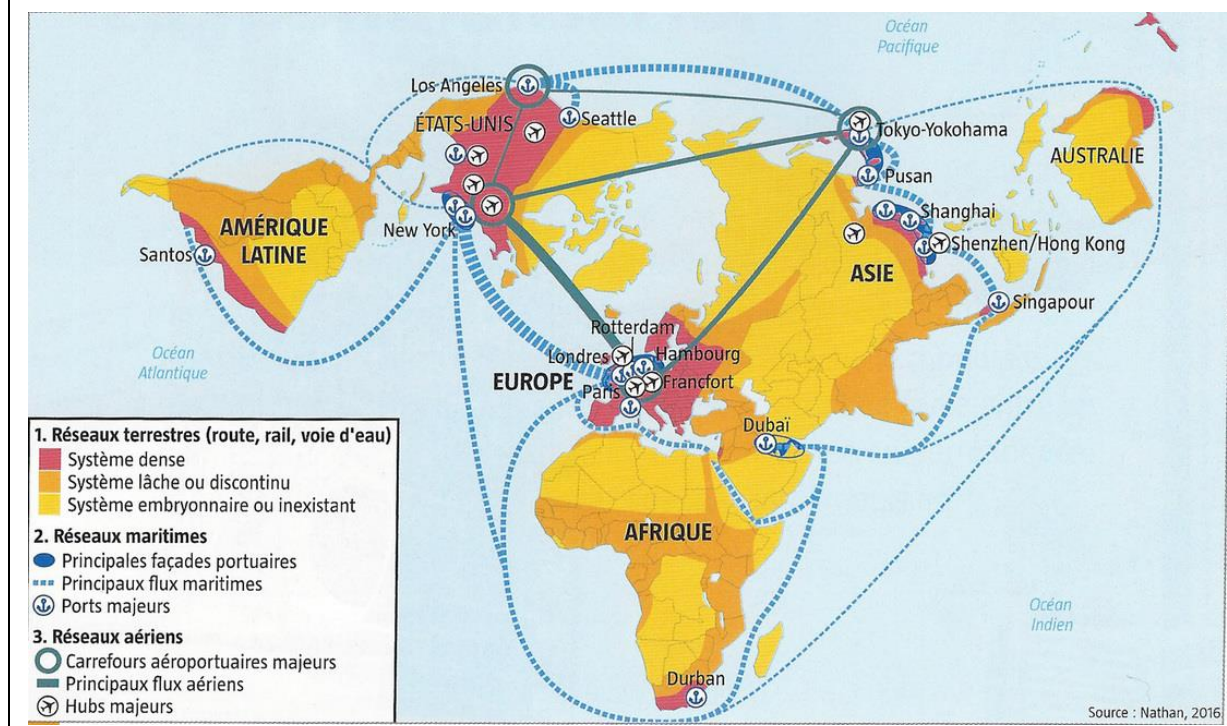 Océan
Pacifique
Los Angeles
ÉTATS-UNIS
Seattle
Tokyo-Yokohama
AUSTRALIE
Pusan
AMÉRIQUE
LATINE
Santos
New York
Shanghai
Shenzhen/Hong Kong
ASIE
Singapour
Océan
Atlantique
Rotterdam
Londres
Hambourg
EUROPE
Paris
Francfort
Dubaï
AFRIQUE
Océan
Indien
Durban
1. Réseaux terrestres (route, rail, voie d'eau)
Système dense
Système lâche ou discontinu
Système embryonnaire ou inexistant
2. Réseaux maritimes
Principales façades portuaires
Principaux flux maritimes
Ports majeurs
3. Réseaux aériens
Carrefours aéroportuaires majeurs
Principaux flux aériens
Hubs majeurs
Source : Nathan, 2016